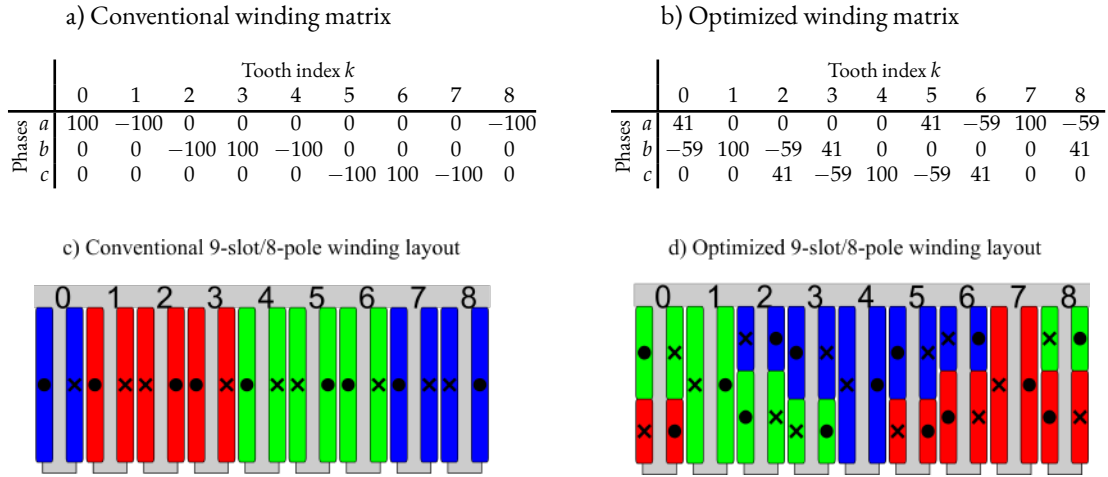 a) Conventional winding matrix
Tooth index k
0 1 2 3 4 5 6 7 8
Phases
a 100 −100 0 0 0 0 0 0 −100
b 0 0 −100 100 −100 0 0 0 0
c 0 0 0 0 0 −100 100 −100 0
b) Optimized winding matrix
Tooth index k
0 1 2 3 4 5 6 7 8
Phases
a 41 0 0 0 0 41 −59 100 −59
b −59 100 −59 41 0 0 0 0 41
c 0 0 41 −59 100 −59 41 0 0
c) Conventional 9-slot/8-pole winding layout
0 1 2 3 4 5 6 7 8
d) Optimized 9-slot/8-pole winding layout
0 1 2 3 4 5 6 7 8